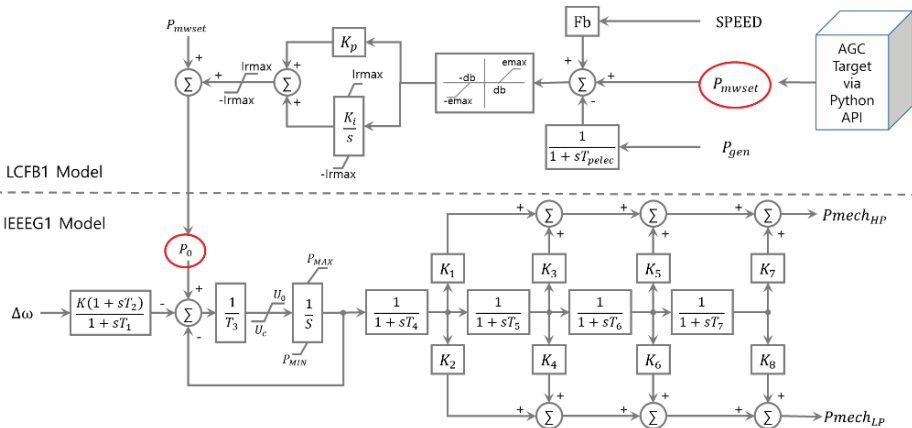 Fb
SPEED
P_mwset
K_p
Irmax
-Irmax
+
+
Σ
+
+
Σ
+
Irmax
K_i
s
-Irmax
-db
emax
-emax
db
+
Σ
+
-
P_mwset
AGC
Target
via
Python
API
1
1 + sT_pelec
P_gen
LCFB1 Model
IEEEG1 Model
P_0
Δω
K(1 + sT_2)
1 + sT_1
-
+
Σ
-
1
T_3
U_0
U_c
P_MAX
1
S
P_MIN
1
1 + sT_4
1
1 + sT_5
1
1 + sT_6
1
1 + sT_7
K_1
K_3
K_5
K_7
+
Σ
+
+
Σ
+
+
Σ
+
Pmech_HP
K_2
K_4
K_6
K_8
+
Σ
+
+
Σ
+
+
Σ
+
Pmech_LP